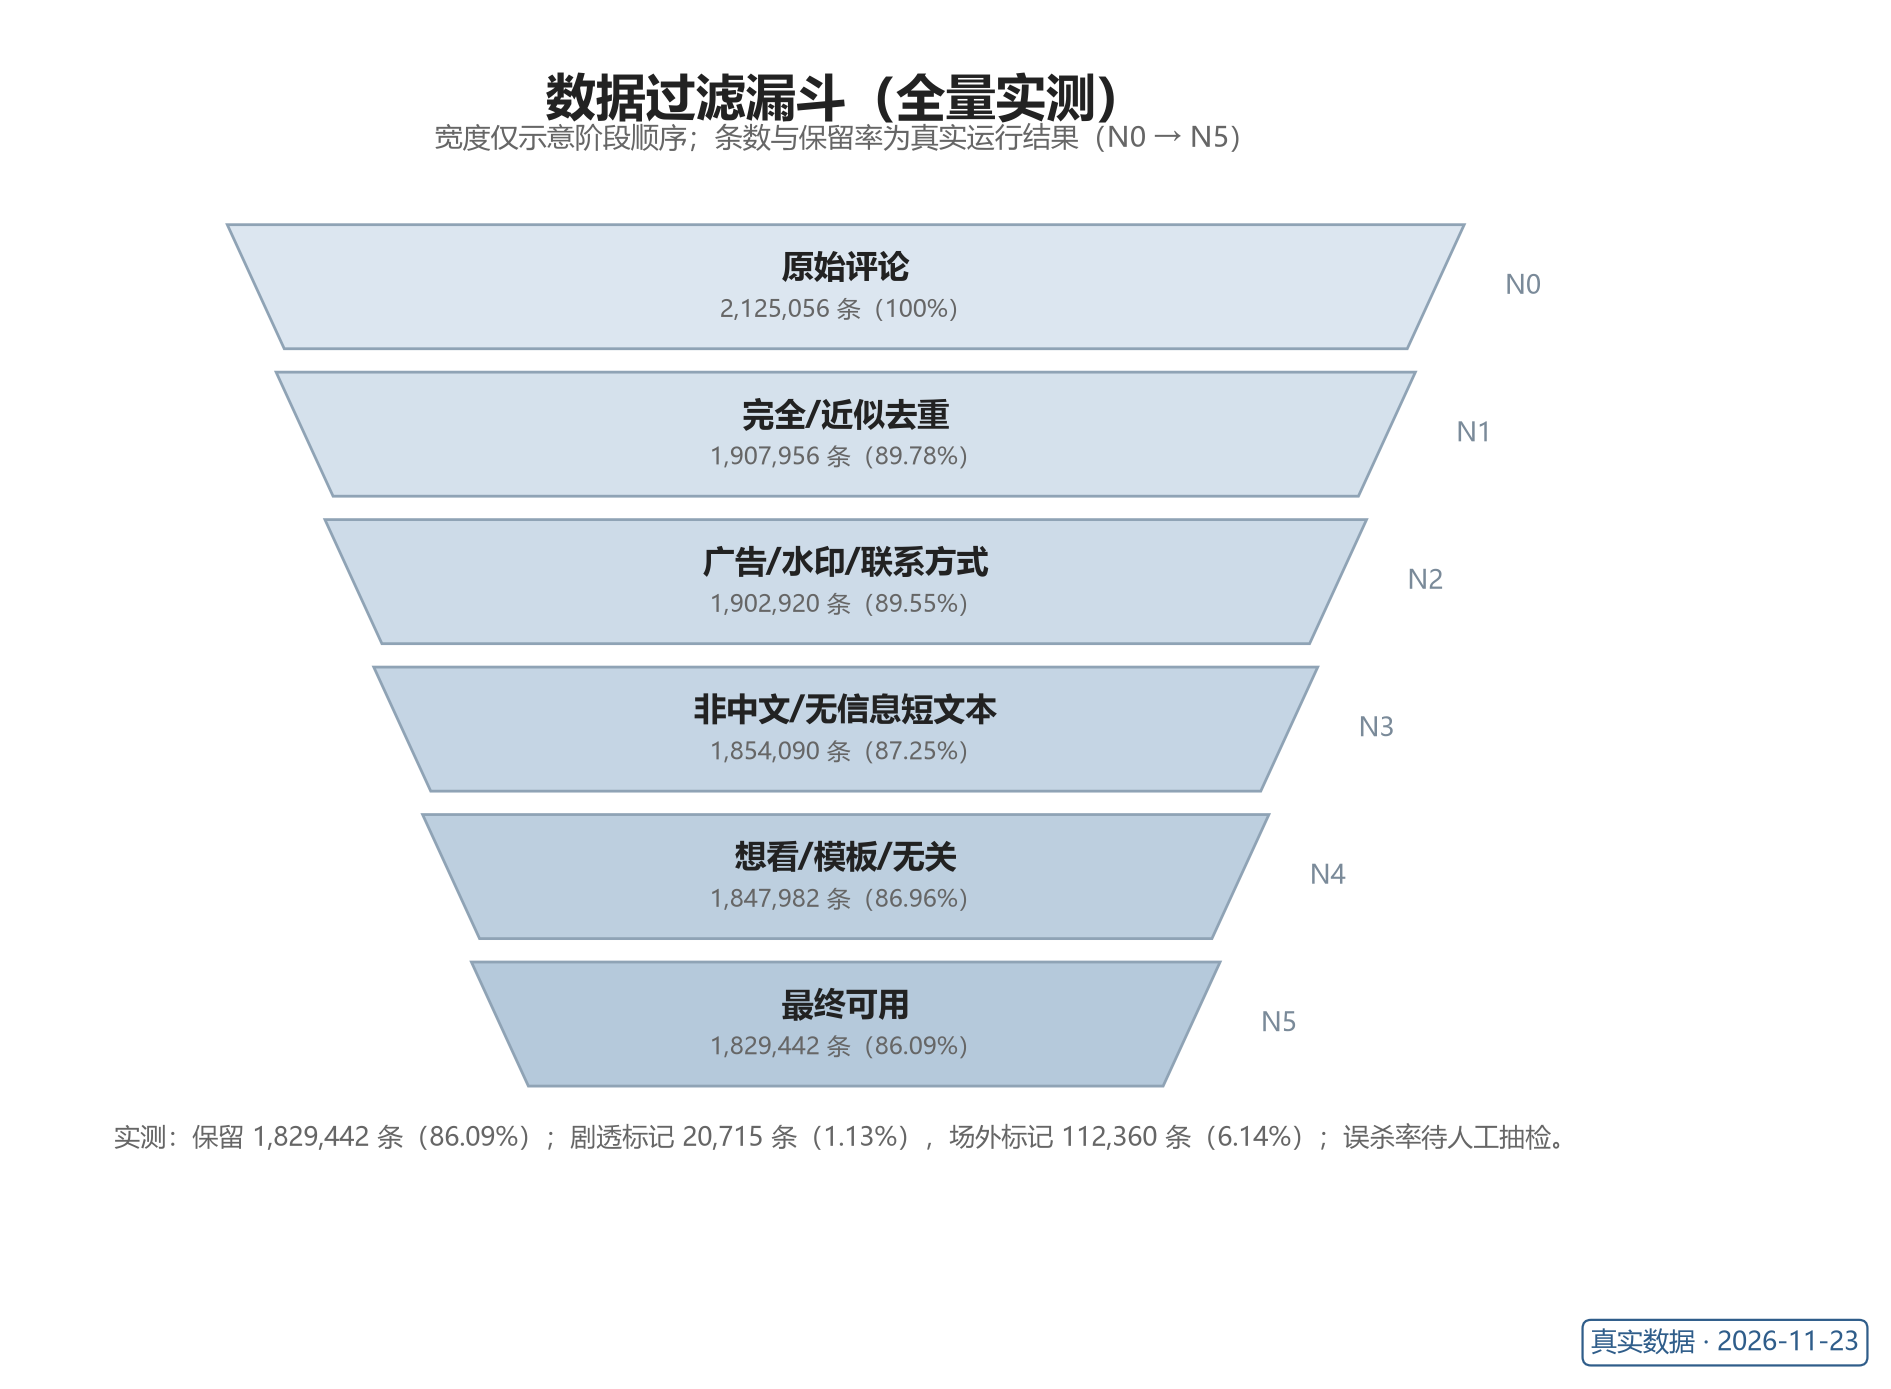 数据过滤漏斗（全量实测）
宽度仅示意阶段顺序；条数与保留率为真实运行结果（N0 → N5）
原始评论
2,125,056 条（100%）
N0
完全/近似去重
1,907,956 条（89.78%）
N1
广告/水印/联系方式
1,902,920 条（89.55%）
N2
非中文/无信息短文本
1,854,090 条（87.25%）
N3
想看/模板/无关
1,847,982 条（86.96%）
N4
最终可用
1,829,442 条（86.09%）
N5
实测：保留 1,829,442 条（86.09%）；剧透标记 20,715 条（1.13%），场外标记 112,360 条（6.14%）；误杀率待人工抽检。
真实数据 · 2026-11-23